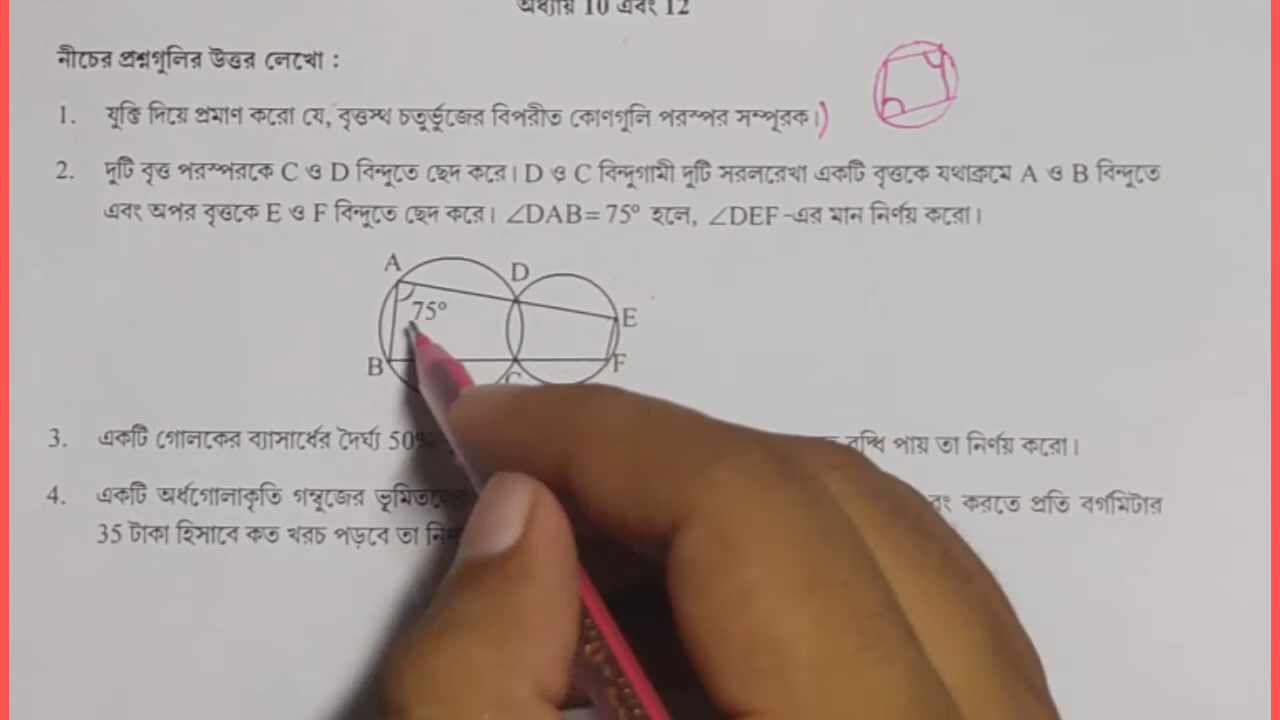 অধ্যায় 10 এবং 12
নীচের প্রশ্নগুলির উত্তর লেখো :
1. যুক্তি দিয়ে প্রমাণ করো যে, বৃত্তস্থ চতুর্ভুজের বিপরীত কোণগুলি পরস্পর সম্পূরক।
2. দুটি বৃত্ত পরস্পরকে C ও D বিন্দুতে ছেদ করে। D ও C বিন্দুগামী দুটি সরলরেখা একটি বৃত্তকে যথাক্রমে A ও B বিন্দুতে
এবং অপর বৃত্তকে E ও F বিন্দুতে ছেদ করে। ∠DAB= 75° হলে, ∠DEF-এর মান নির্ণয় করো।
A
D
75°
E
B
F
C
3. একটি গোলকের ব্যাসার্ধের দৈর্ঘ্য 50% বৃদ্ধি পায় তা নির্ণয় করো।
4. একটি অর্ধগোলাকৃতি গম্বুজের করতে প্রতি বর্গমিটার
35 টাকা হিসাবে কত খরচ পড়বে তা